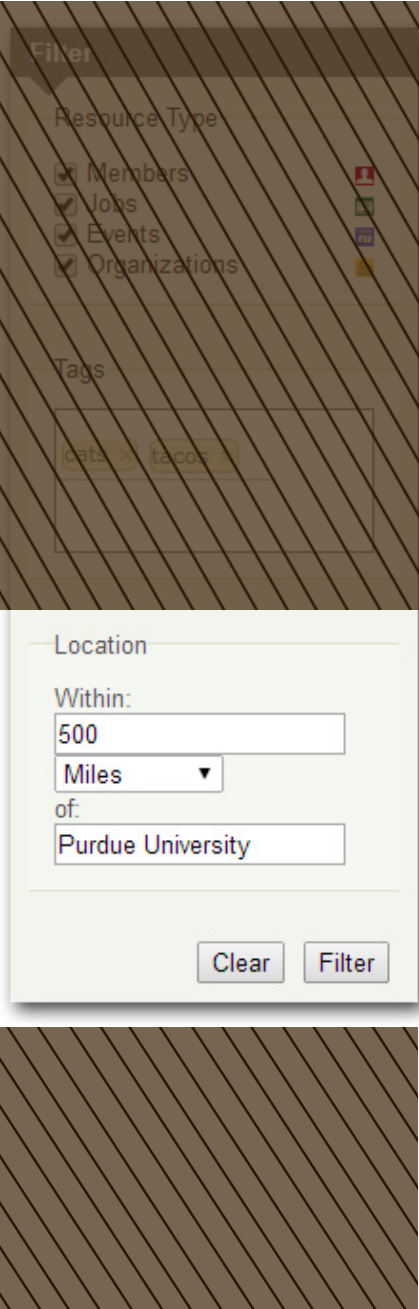 Filter
Resource Type
Members
Jobs
Events
Organizations
Tags
cats × tacos ×
Location
Within:
500
Miles
of:
Purdue University
Clear Filter